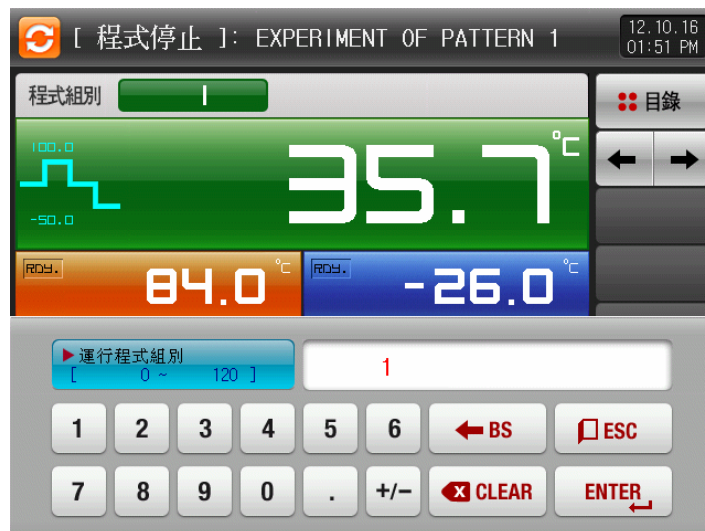 [ 程式停止 ]: EXPERIMENT OF PATTERN 1
12.10.16
01:51 PM
程式組別
1
目錄
100.0
-50.0
35.7 ℃
RDY.
84.0 ℃
RDY.
-26.0 ℃
運行程式組別
[ 0 ~ 120 ]
1
1 2 3 4 5 6 BS ESC
7 8 9 0 . +/- CLEAR ENTER